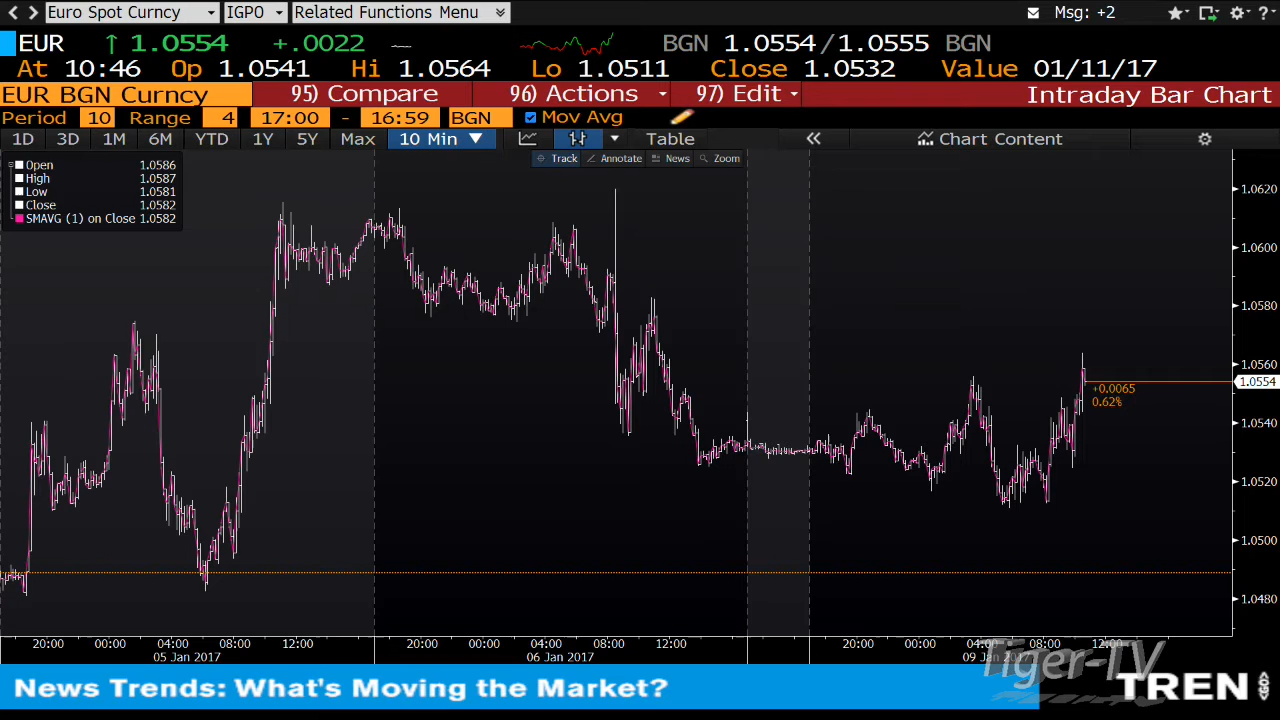 Euro Spot Curncy IGPO Related Functions Menu Msg: +2
EUR ↑ 1.0554 +.0022 BGN 1.0554/1.0555 BGN
At 10:46 Op 1.0541 Hi 1.0564 Lo 1.0511 Close 1.0532 Value 01/11/17
EUR BGN Curncy 95) Compare 96) Actions 97) Edit Intraday Bar Chart
Period 10 Range 4 17:00 - 16:59 BGN Mov Avg
1D 3D 1M 6M YTD 1Y 5Y Max 10 Min ▼ Table « Chart Content
Track Annotate News Zoom
Open 1.0586
High 1.0587
Low 1.0581
Close 1.0582
SMAVG (1) on Close 1.0582
1.0620
1.0600
1.0580
1.0560
1.0554
+0.0065
0.62%
1.0540
1.0520
1.0500
1.0480
20:00 00:00 04:00 08:00 12:00 20:00 00:00 04:00 08:00 12:00 20:00 00:00 04:00 08:00 12:00
05 Jan 2017 06 Jan 2017 09 Jan 2017
Tiger-TV
News Trends: What's Moving the Market? TREN